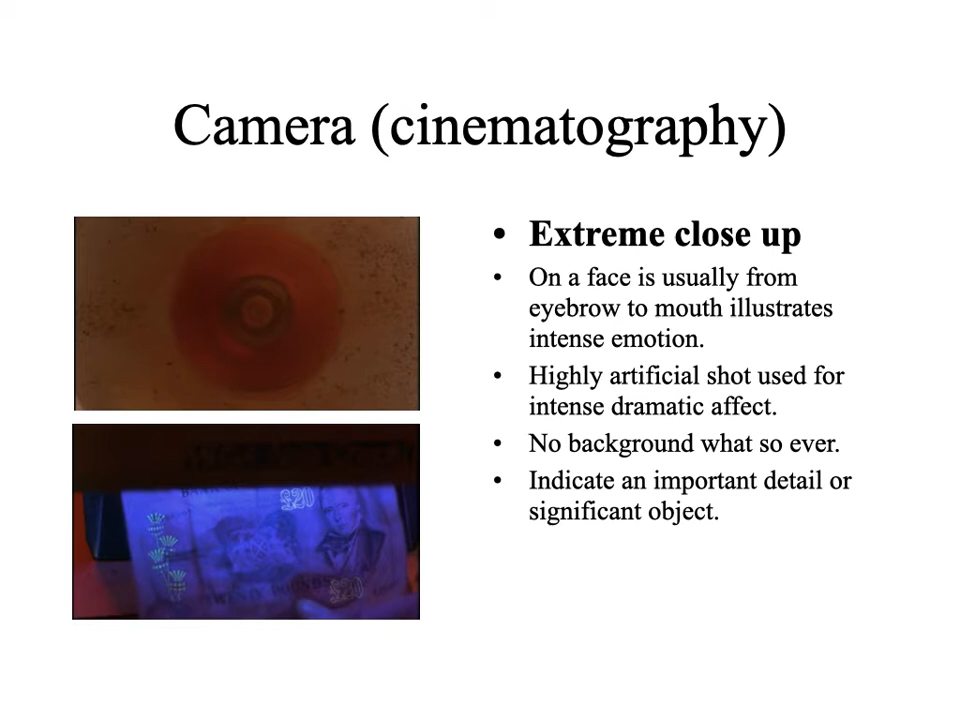 Camera (cinematography)
• Extreme close up
• On a face is usually from
eyebrow to mouth illustrates
intense emotion.
• Highly artificial shot used for
intense dramatic affect.
• No background what so ever.
• Indicate an important detail or
significant object.
£20
£20